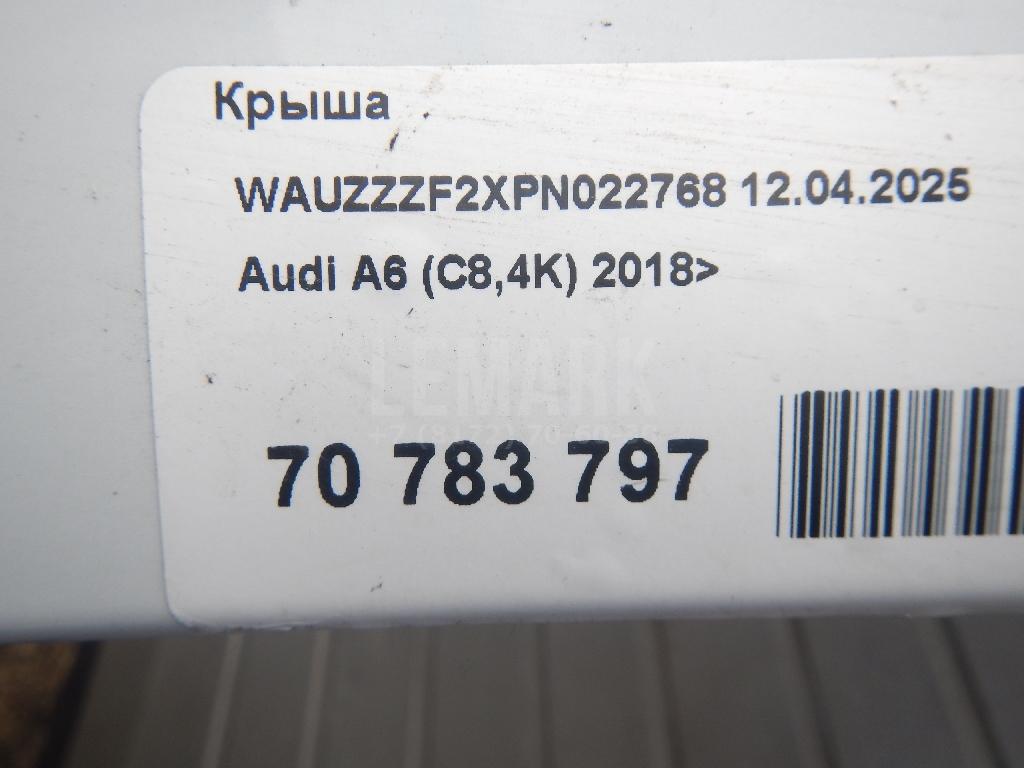 Крыша
WAUZZZF2XPN022768 12.04.2025
Audi A6 (C8,4K) 2018>
LEMARK
70 783 797